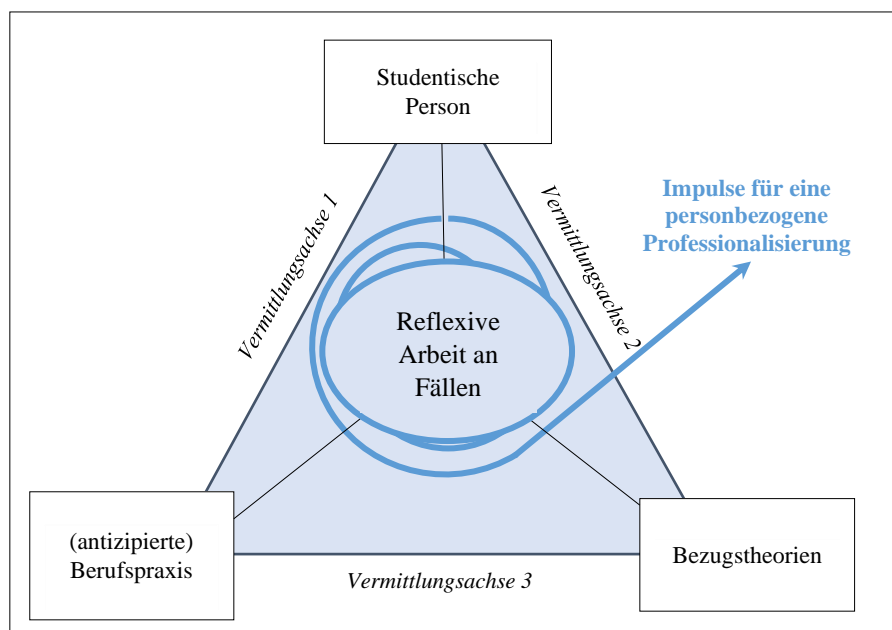 Studentische
Person
Impulse für eine
personbezogene
Professionalisierung
Vermittlungsachse 1
Vermittlungsachse 2
Reflexive
Arbeit an
Fällen
(antizipierte)
Berufspraxis
Bezugstheorien
Vermittlungsachse 3